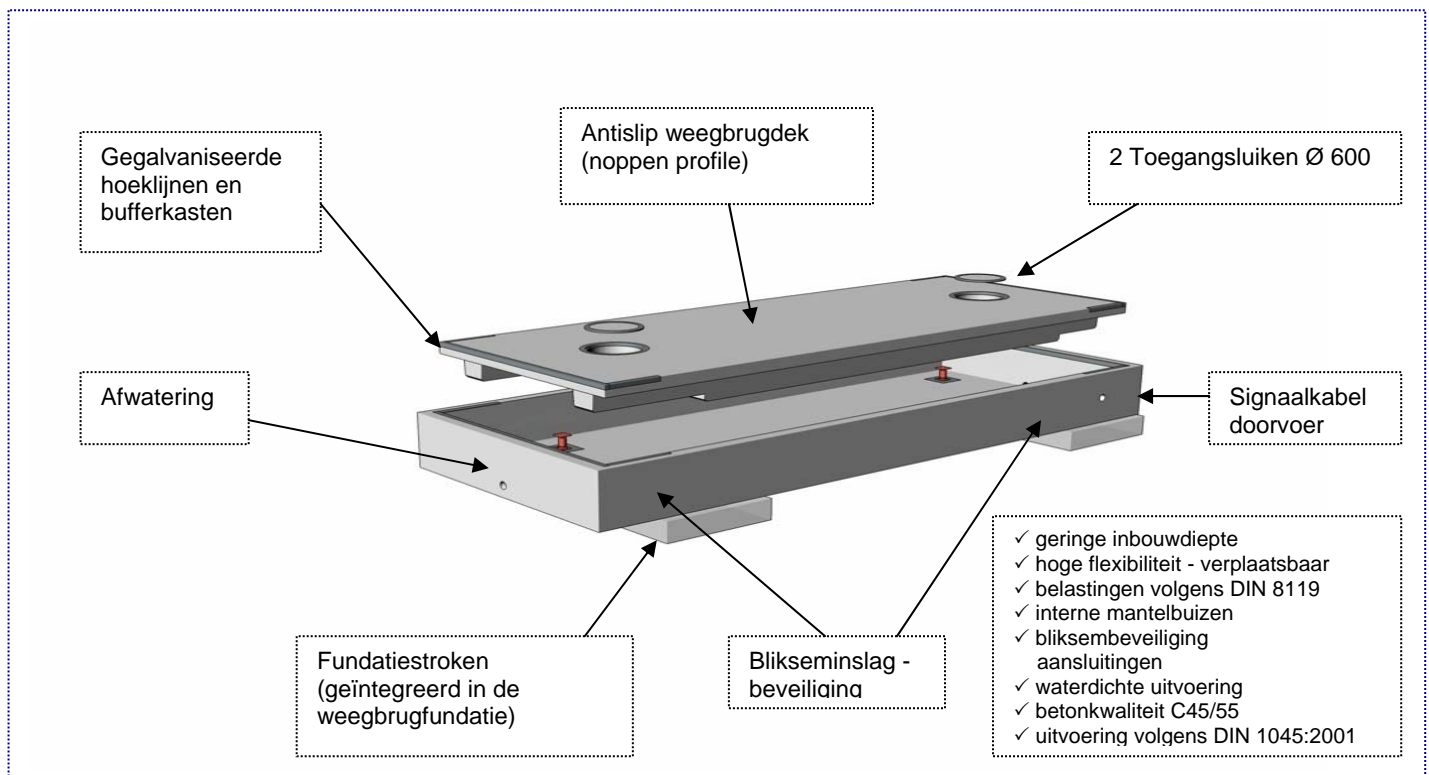 Gegalvaniseerde
hoeklijnen en
bufferkasten
Antislip weegbrugdek
(noppen profile)
2 Toegangsluiken Ø 600
Afwatering
Signaalkabel
doorvoer
Fundatiestroken
(geïntegreerd in de
weegbrugfundatie)
Blikseminslag -
beveiliging
✓ geringe inbouwdiepte
✓ hoge flexibiliteit - verplaatsbaar
✓ belastingen volgens DIN 8119
✓ interne mantelbuizen
✓ bliksembeveiliging
aansluitingen
✓ waterdichte uitvoering
✓ betonkwaliteit C45/55
✓ uitvoering volgens DIN 1045:2001